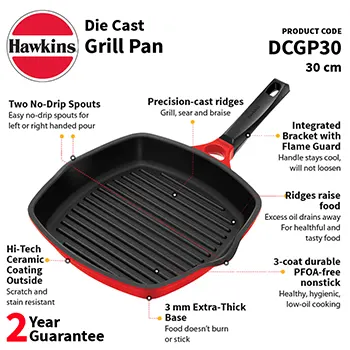 Hawkins
Die Cast
Grill Pan
PRODUCT CODE
DCGP30
30 cm
Two No-Drip Spouts
Easy no-drip spouts for
left or right handed pour
Precision-cast ridges
Grill, sear and braise
Integrated
Bracket with
Flame Guard
Handle stays cool,
will not loosen
Ridges raise
food
Excess oil drains away
For healthful and
tasty food
Hi-Tech
Ceramic
Coating
Outside
Scratch and
stain resistant
3-coat durable
PFOA-free
nonstick
Healthy, hygienic,
low-oil cooking
3 mm Extra-Thick
Base
Food doesn't burn
or stick
2 Year
Guarantee